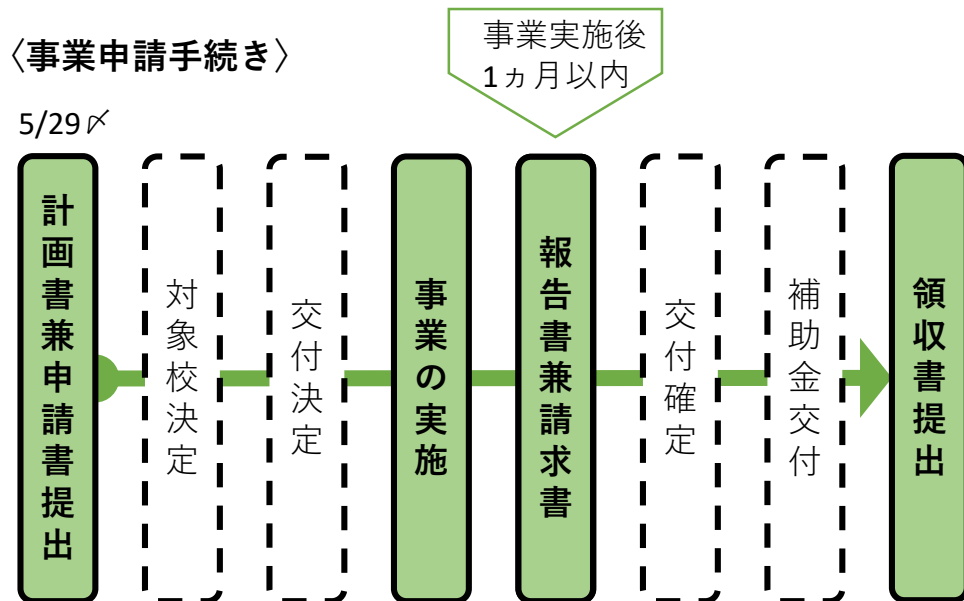 〈事業申請手続き〉
事業実施後
1ヵ月以内
5/29〆
計画書兼申請書提出
対象校決定
交付決定
事業の実施
報告書兼請求書
交付確定
補助金交付
領収書提出